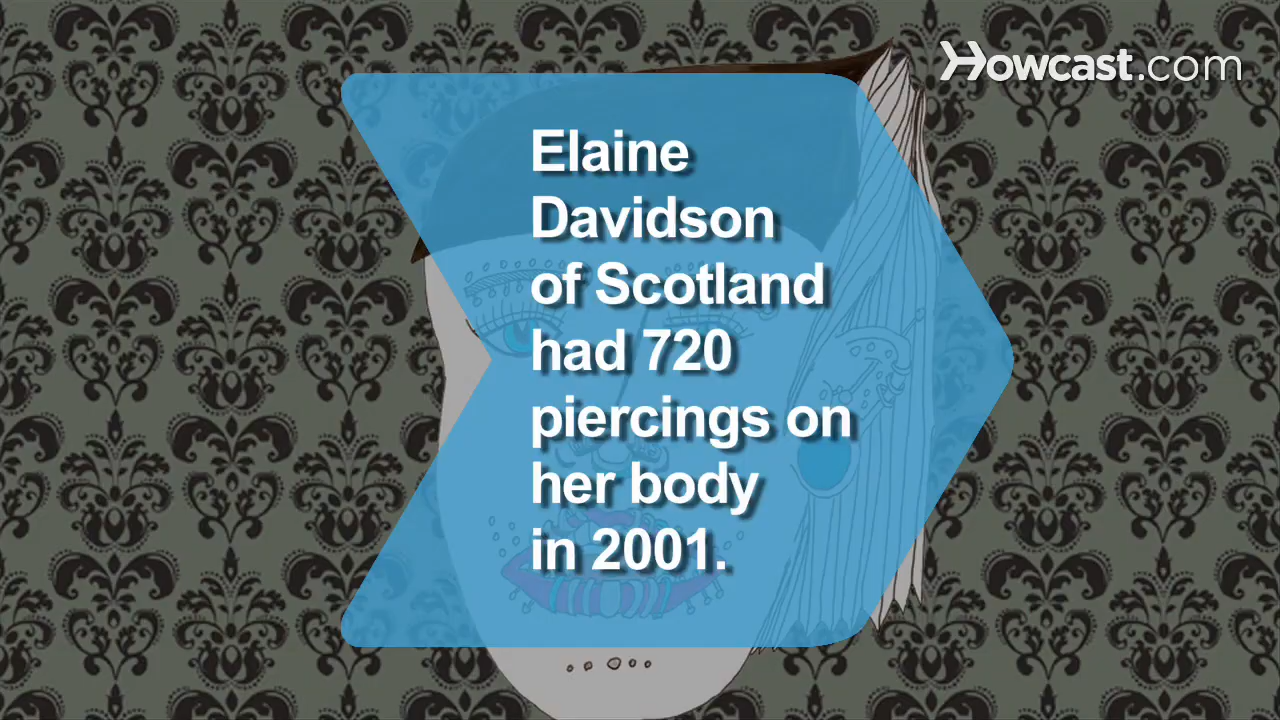 Howcast.com
Elaine
Davidson
of Scotland
had 720
piercings on
her body
in 2001.